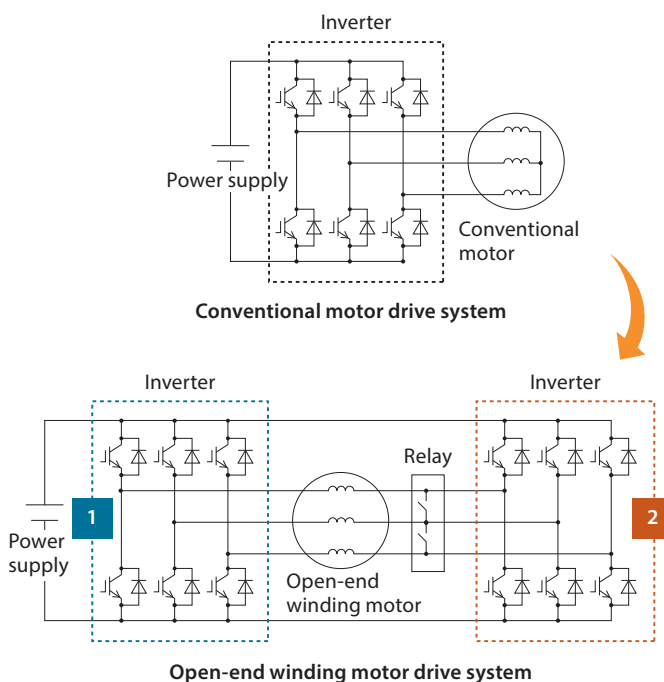 Inverter
Power supply
Conventional
motor
Conventional motor drive system
Inverter
Inverter
Relay
1
2
Power
supply
Open-end
winding motor
Open-end winding motor drive system